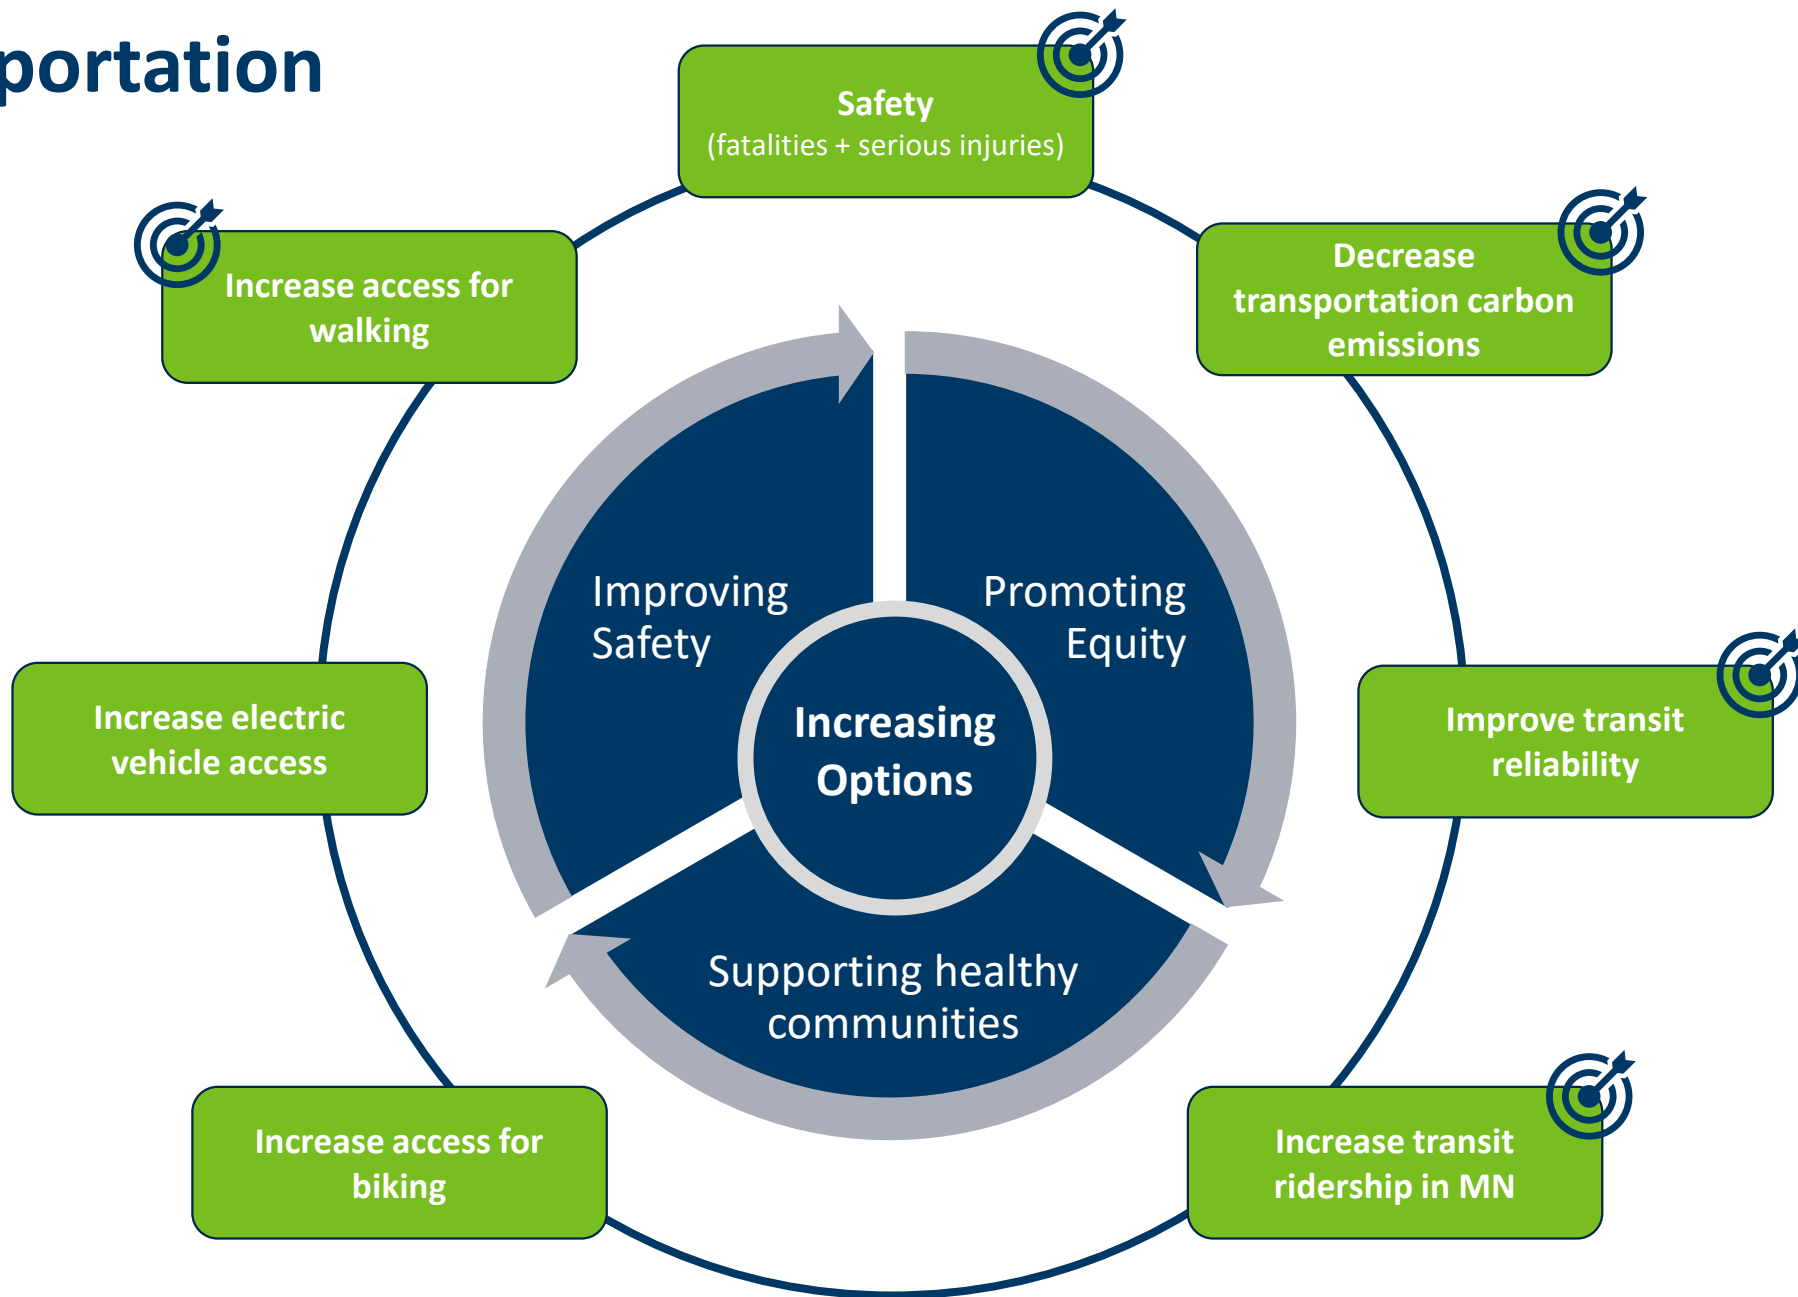 portation
Safety
(fatalities + serious injuries)
Increase access for
walking
Decrease
transportation carbon
emissions
Improving
Safety
Promoting
Equity
Increasing
Options
Supporting healthy
communities
Increase electric
vehicle access
Improve transit
reliability
Increase access for
biking
Increase transit
ridership in MN